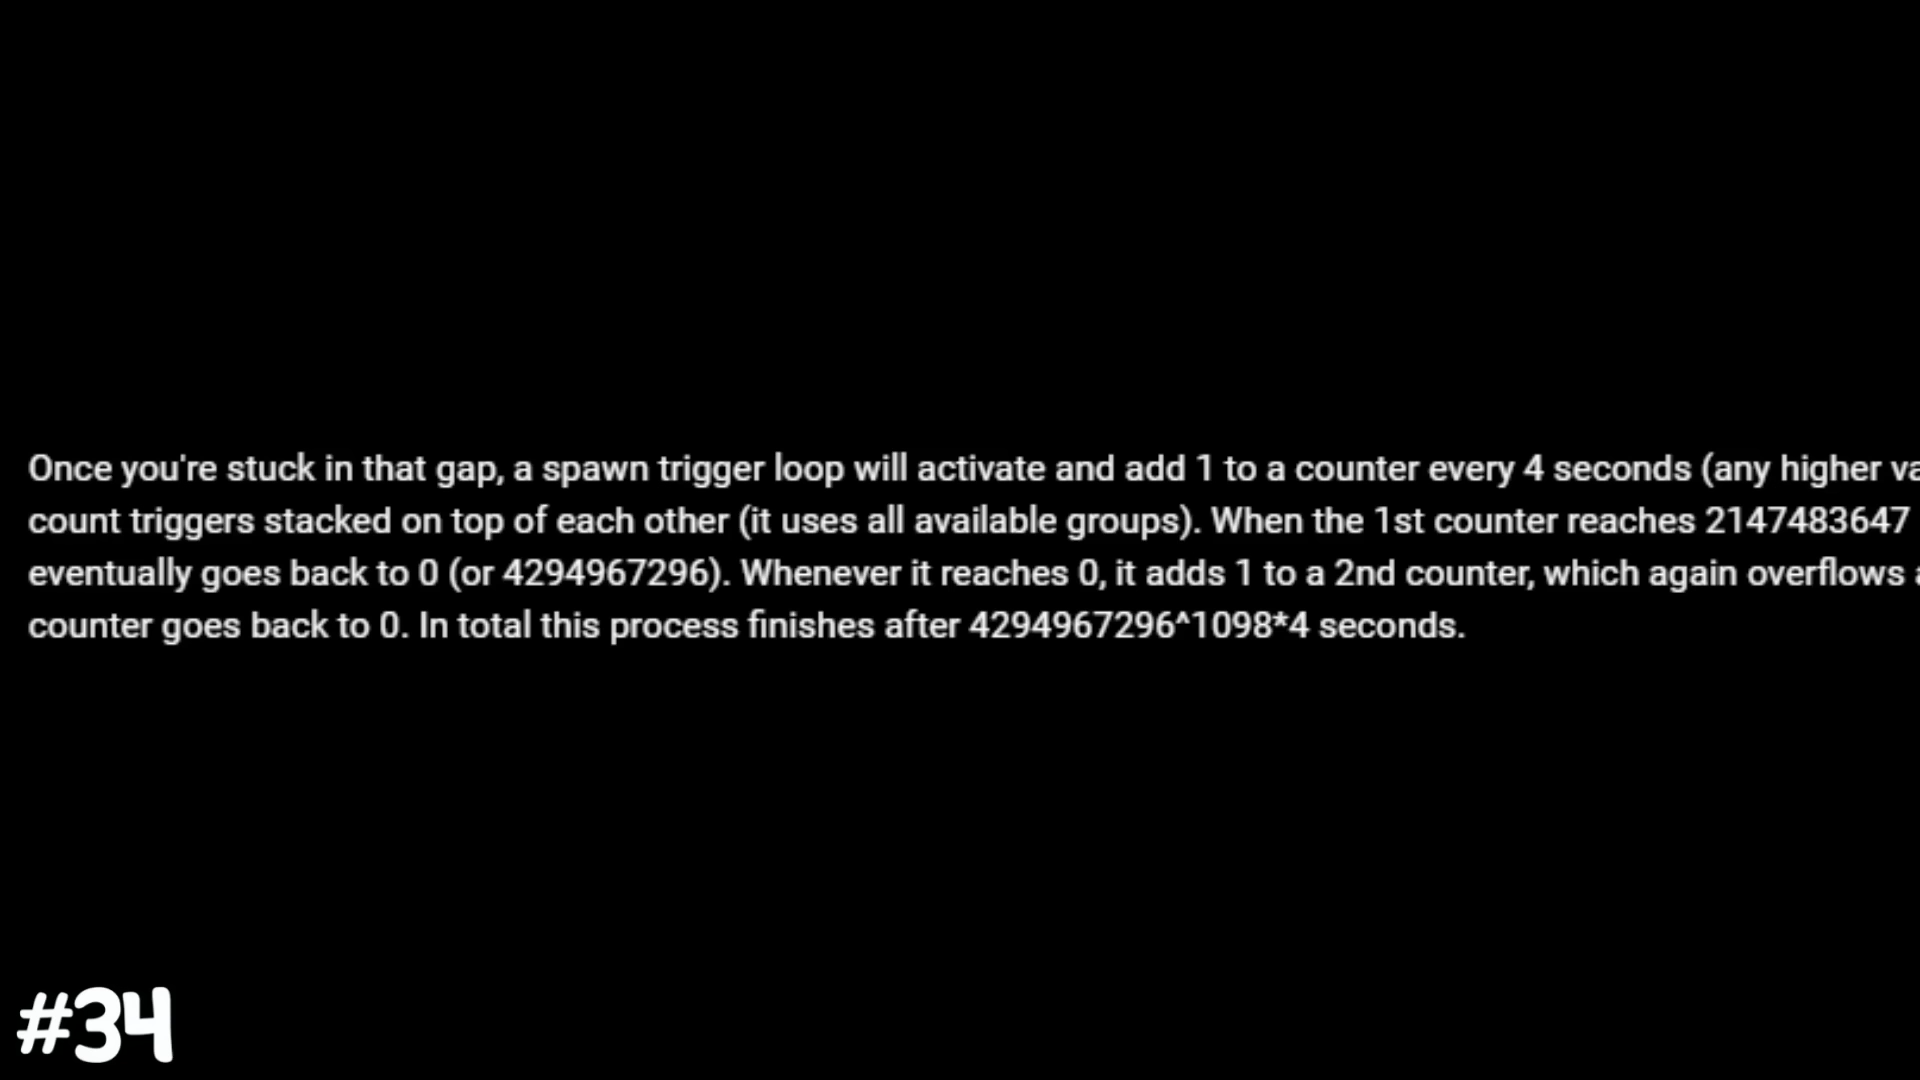 Once you're stuck in that gap, a spawn trigger loop will activate and add 1 to a counter every 4 seconds (any higher
count triggers stacked on top of each other (it uses all available groups). When the 1st counter reaches 2147483647
eventually goes back to 0 (or 4294967296). Whenever it reaches 0, it adds 1 to a 2nd counter, which again overflows
counter goes back to 0. In total this process finishes after 4294967296^1098*4 seconds.
#34